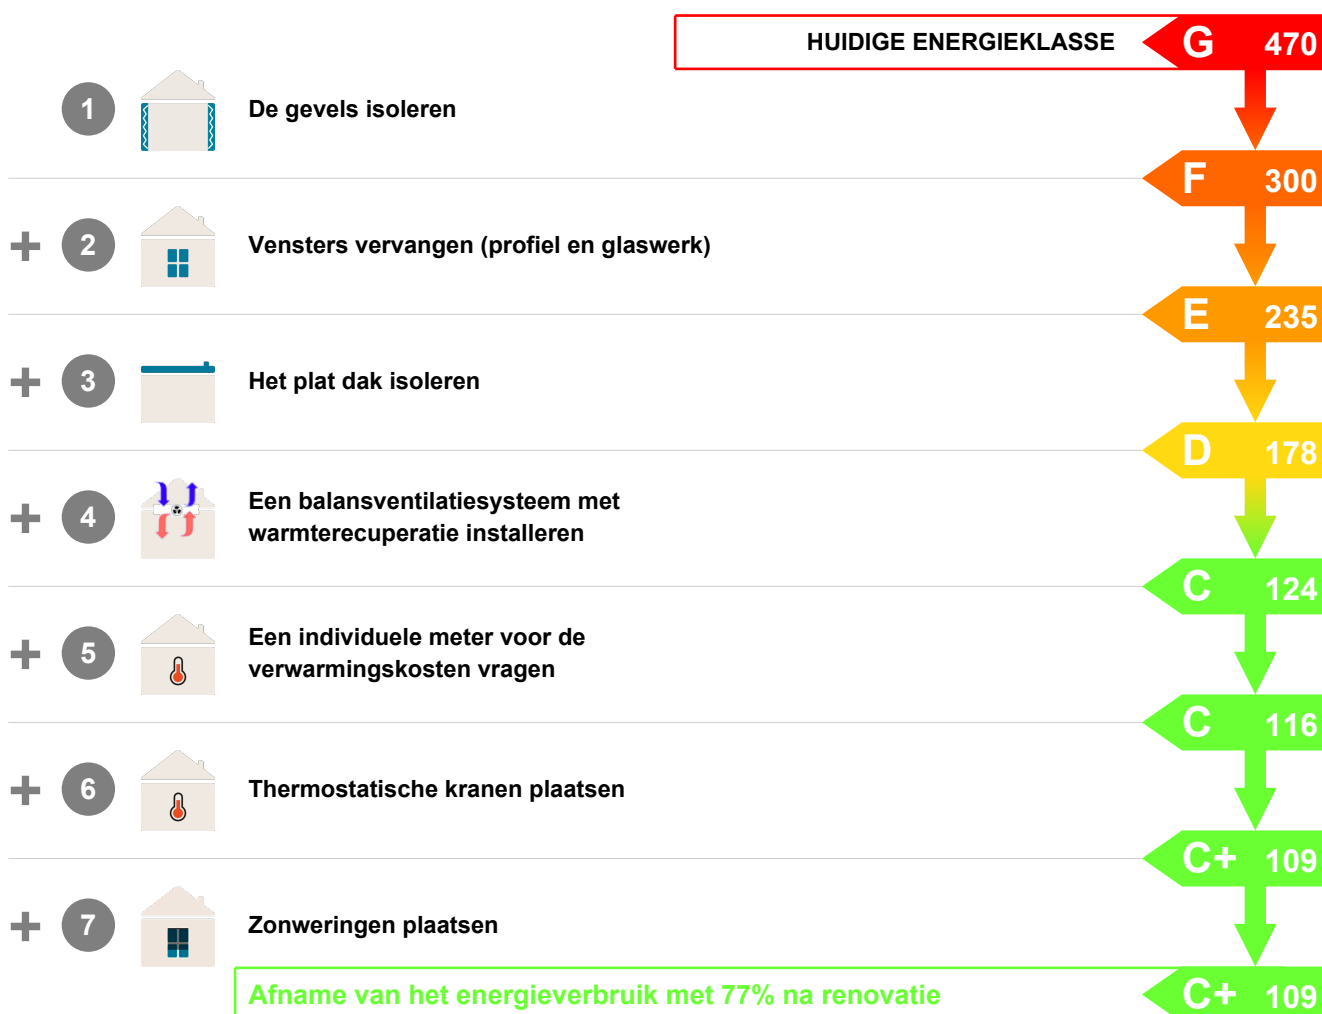 HUIDIGE ENERGIEKLASSE G 470
1 De gevels isoleren
F 300
+ 2 Vensters vervangen (profiel en glaswerk)
E 235
+ 3 Het plat dak isoleren
D 178
+ 4 Een balansventilatiesysteem met
warmterecuperatie installeren
C 124
+ 5 Een individuele meter voor de
verwarmingskosten vragen
C 116
+ 6 Thermostatische kranen plaatsen
C+ 109
+ 7 Zonweringen plaatsen
Afname van het energieverbruik met 77% na renovatie C+ 109